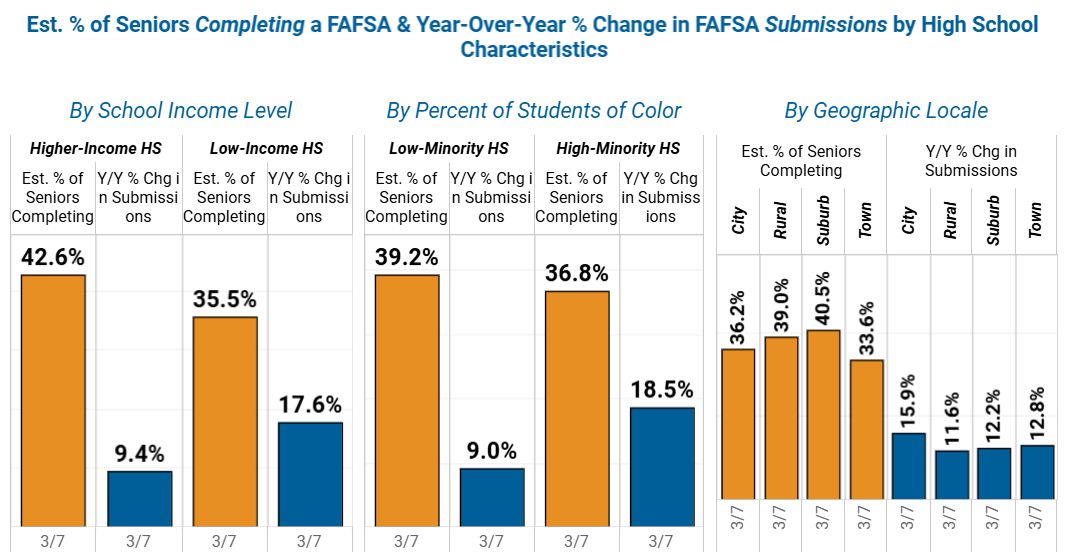 Est. % of Seniors Completing a FAFSA & Year-Over-Year % Change in FAFSA Submissions by High School
Characteristics
By School Income Level
Higher-Income HS
Low-Income HS
Est. % of
Seniors
Completing
Y/Y % Chg i
n Submissi
ons
Est. % of
Seniors
Completing
Y/Y % Chg i
n Submissi
ons
42.6%
9.4%
35.5%
17.6%
3/7
3/7
3/7
3/7
By Percent of Students of Color
Low-Minority HS
High-Minority HS
Est. % of
Seniors
Completing
Y/Y % Chg i
n Submissi
ons
Est. % of
Seniors
Completing
Y/Y % Chg
in Submiss
ions
39.2%
9.0%
36.8%
18.5%
3/7
3/7
3/7
3/7
By Geographic Locale
Est. % of Seniors
Completing
Y/Y % Chg in
Submissions
City
Rural
Suburb
Town
City
Rural
Suburb
Town
36.2%
39.0%
40.5%
33.6%
15.9%
11.6%
12.2%
12.8%
3/7
3/7
3/7
3/7
3/7
3/7
3/7
3/7